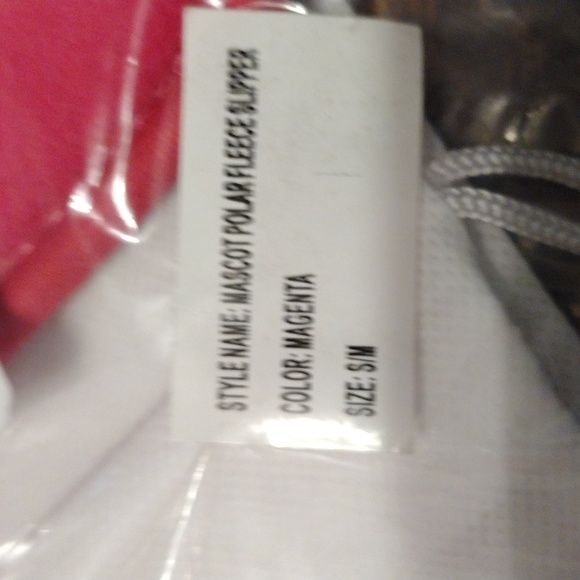 STYLE NAME: MASCOT POLAR FLEECE SLIPPER
COLOR: MAGENTA
SIZE: S/M